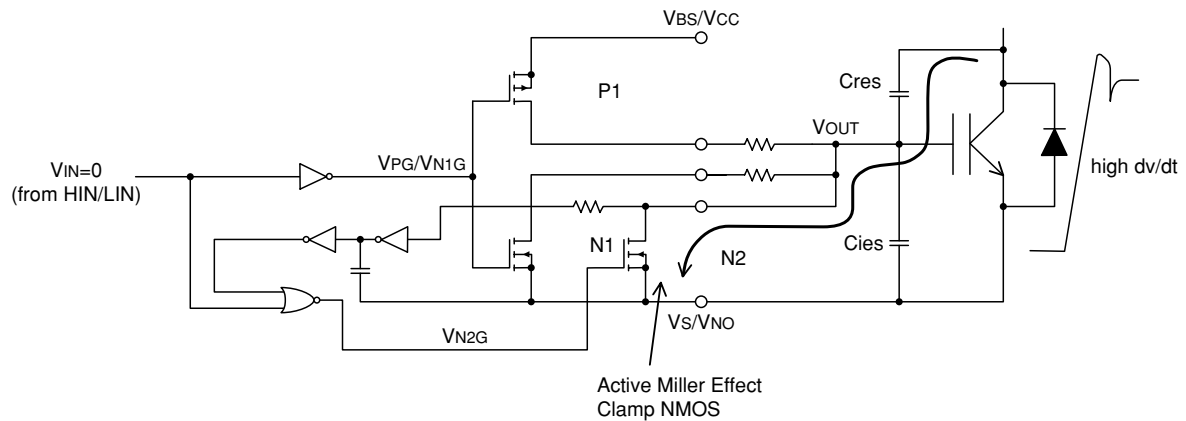 VBS/VCC
P1
Cres
VOUT
VIN=0
(from HIN/LIN)
VPG/VN1G
high dv/dt
N1
N2
Cies
VS/VNO
VN2G
Active Miller Effect
Clamp NMOS